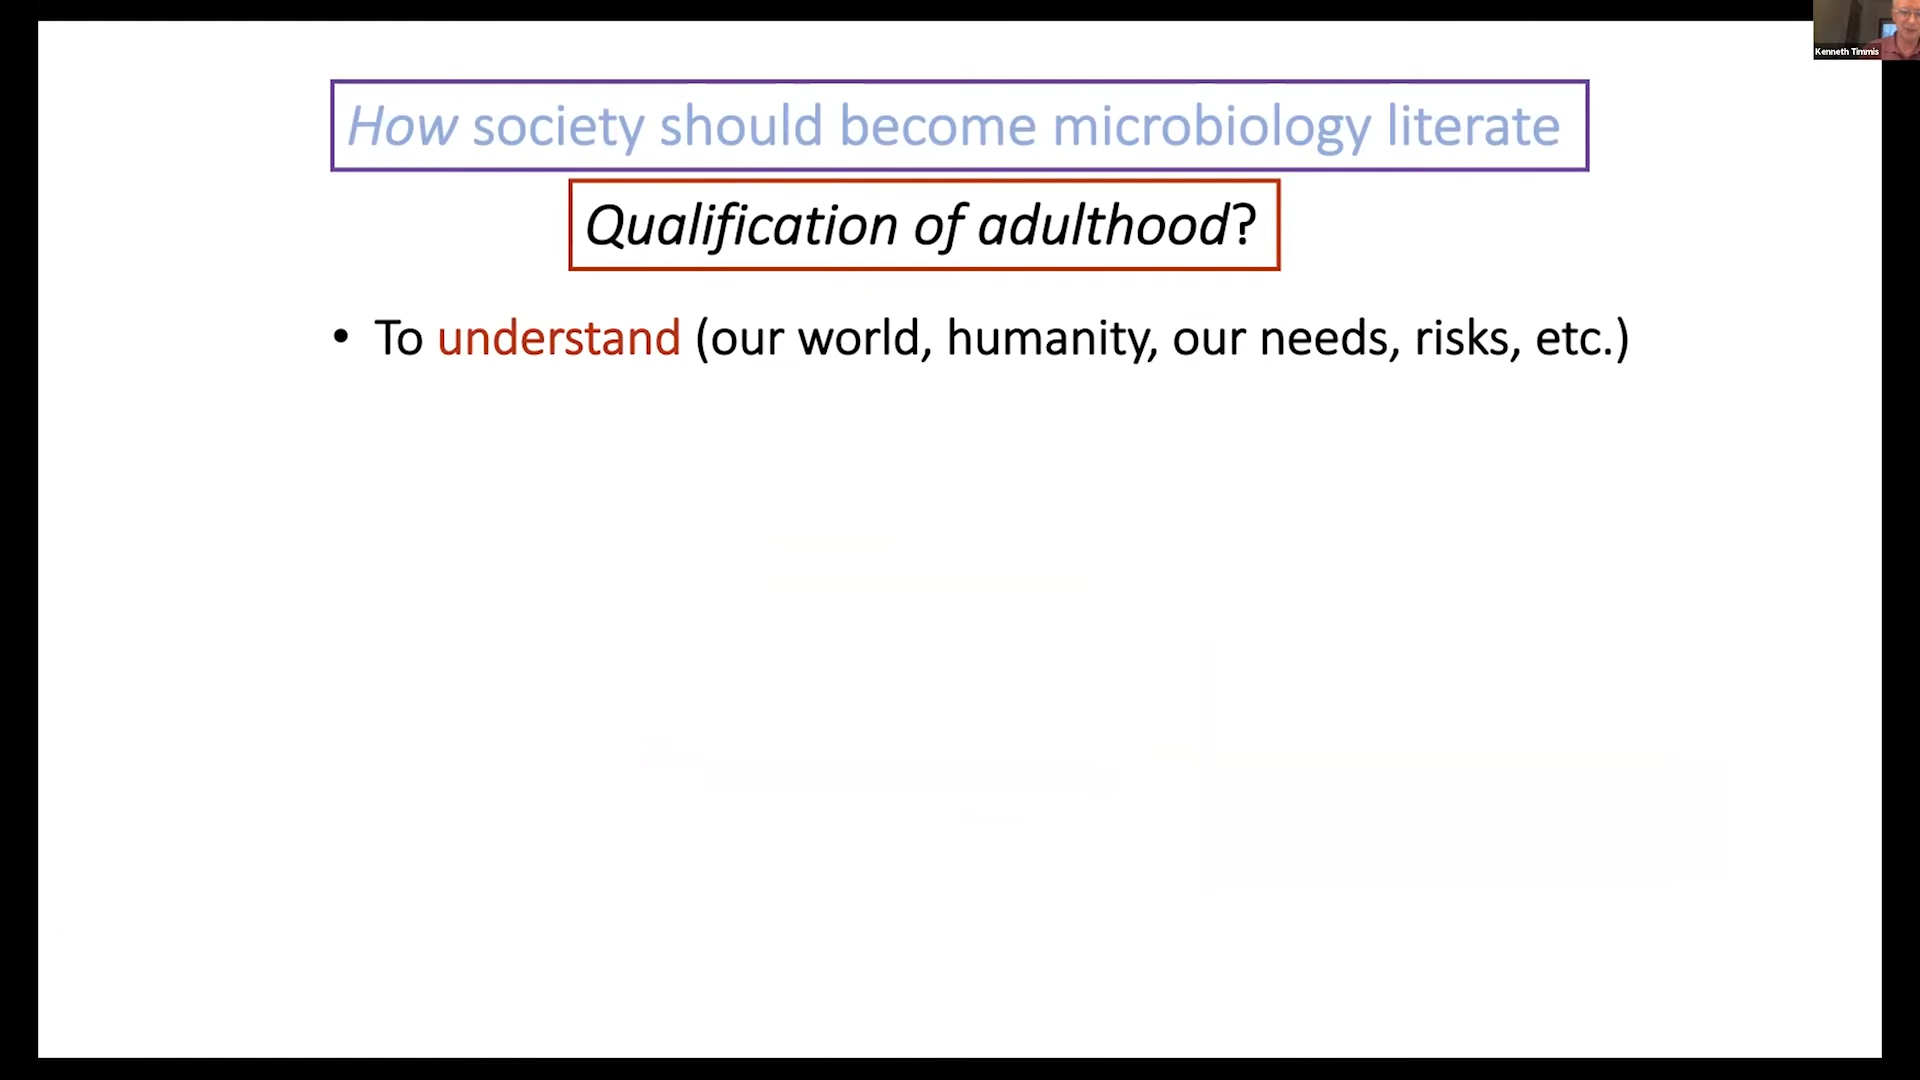 Kenneth Timmis
How society should become microbiology literate
Qualification of adulthood?
• To understand (our world, humanity, our needs, risks, etc.)